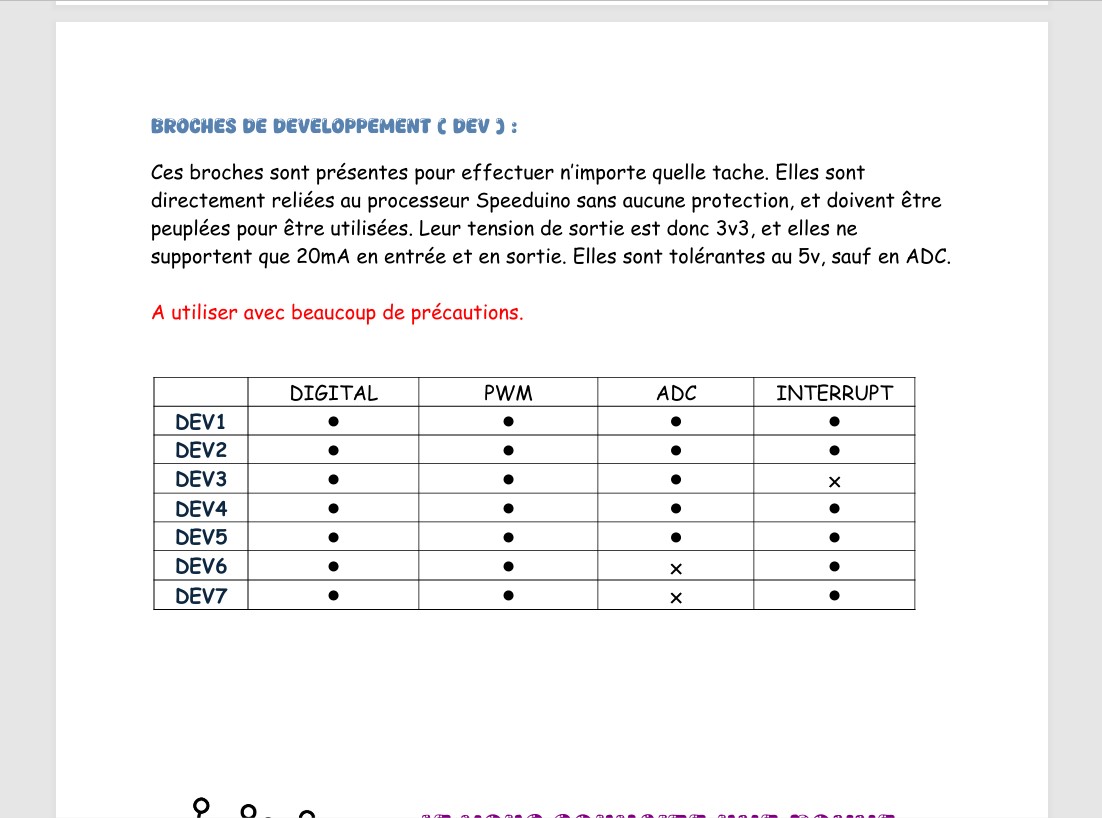 BROCHES DE DEVELOPPEMENT ( DEV ) :
Ces broches sont présentes pour effectuer n'importe quelle tache. Elles sont
directement reliées au processeur Speeduino sans aucune protection, et doivent être
peuplées pour être utilisées. Leur tension de sortie est donc 3v3, et elles ne
supportent que 20mA en entrée et en sortie. Elles sont tolérantes au 5v, sauf en ADC.
A utiliser avec beaucoup de précautions.
DIGITAL PWM ADC INTERRUPT
DEV1 ● ● ● ●
DEV2 ● ● ● ●
DEV3 ● ● ● x
DEV4 ● ● ● ●
DEV5 ● ● ● ●
DEV6 ● ● x ●
DEV7 ● ● x ●